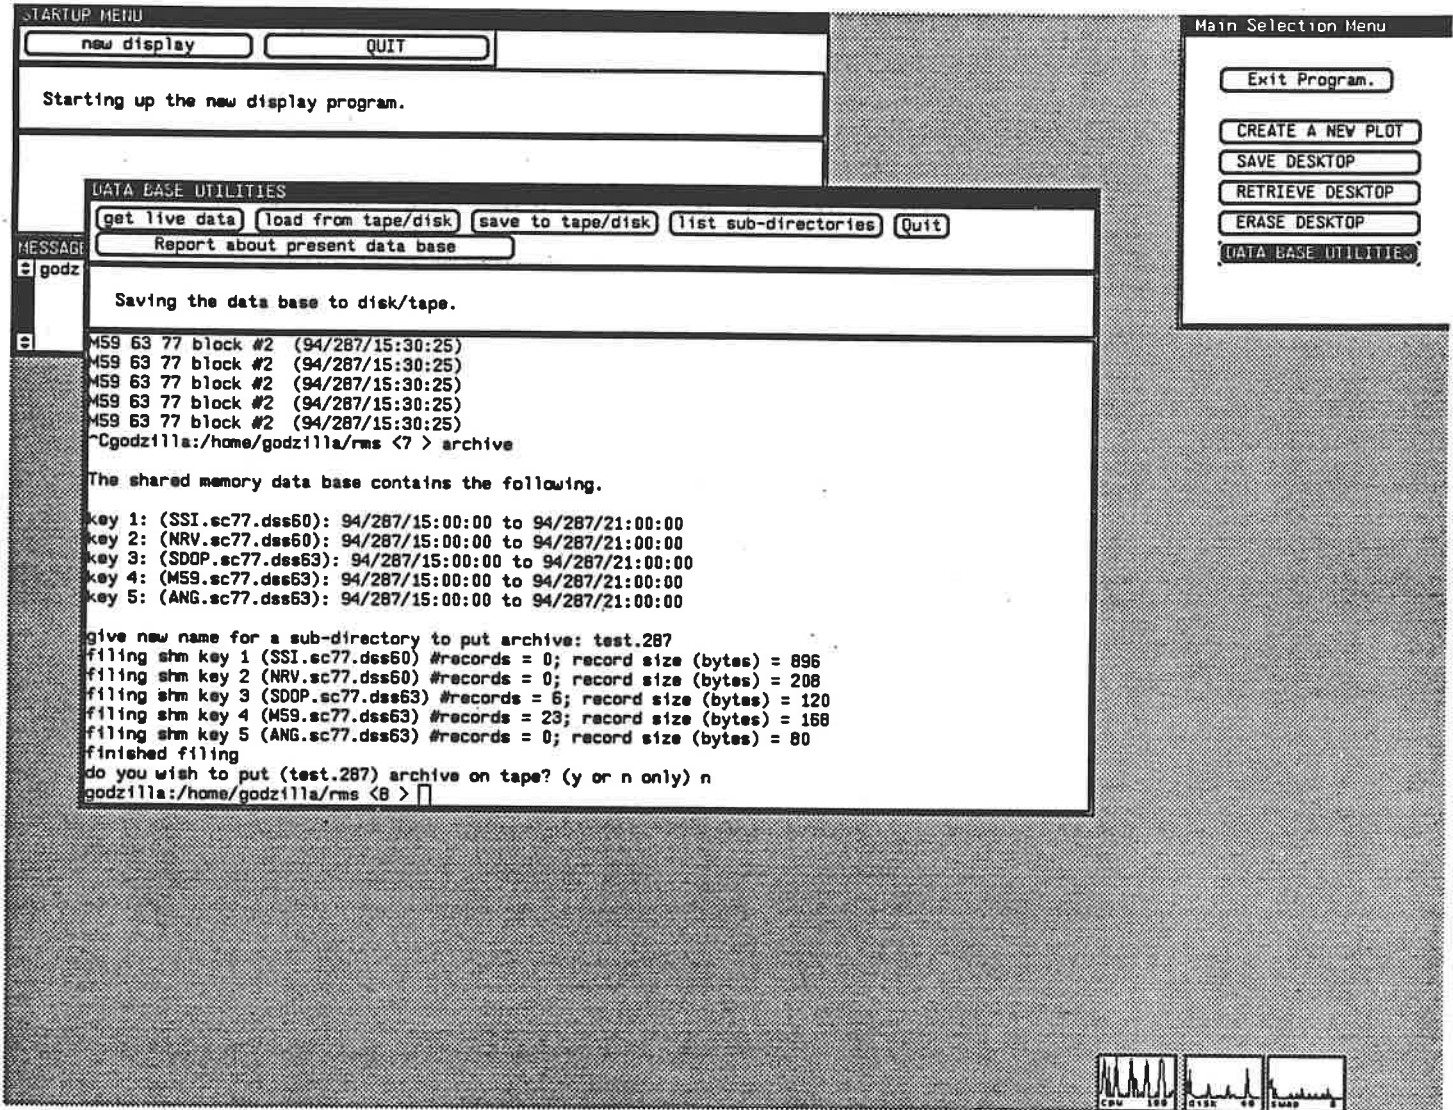 STARTUP MENU
new display
QUIT
Starting up the new display program.
Main Selection Menu
Exit Program.
CREATE A NEW PLOT
SAVE DESKTOP
RETRIEVE DESKTOP
ERASE DESKTOP
DATA BASE UTILITIES
MESSAGE
godz
DATA BASE UTILITIES
get live data
load from tape/disk
save to tape/disk
list sub-directories
Quit
Report about present data base
Saving the data base to disk/tape.
M59 63 77 block #2  (94/287/15:30:25)
M59 63 77 block #2  (94/287/15:30:25)
M59 63 77 block #2  (94/287/15:30:25)
M59 63 77 block #2  (94/287/15:30:25)
M59 63 77 block #2  (94/287/15:30:25)
^Cgodzilla:/home/godzilla/rms <7 > archive
The shared memory data base contains the following.
key 1: (SSI.sc77.dss60): 94/287/15:00:00 to 94/287/21:00:00
key 2: (NRV.sc77.dss60): 94/287/15:00:00 to 94/287/21:00:00
key 3: (SDOP.sc77.dss63): 94/287/15:00:00 to 94/287/21:00:00
key 4: (M59.sc77.dss63): 94/287/15:00:00 to 94/287/21:00:00
key 5: (ANG.sc77.dss63): 94/287/15:00:00 to 94/287/21:00:00
give new name for a sub-directory to put archive: test.287
filing shm key 1 (SSI.sc77.dss60) #records = 0; record size (bytes) = 896
filing shm key 2 (NRV.sc77.dss60) #records = 0; record size (bytes) = 208
filing shm key 3 (SDOP.sc77.dss63) #records = 6; record size (bytes) = 120
filing shm key 4 (M59.sc77.dss63) #records = 23; record size (bytes) = 168
filing shm key 5 (ANG.sc77.dss63) #records = 0; record size (bytes) = 80
finished filing
do you wish to put (test.287) archive on tape? (y or n only) n
godzilla:/home/godzilla/rms <8 >
cpu 100
disk 60
swap